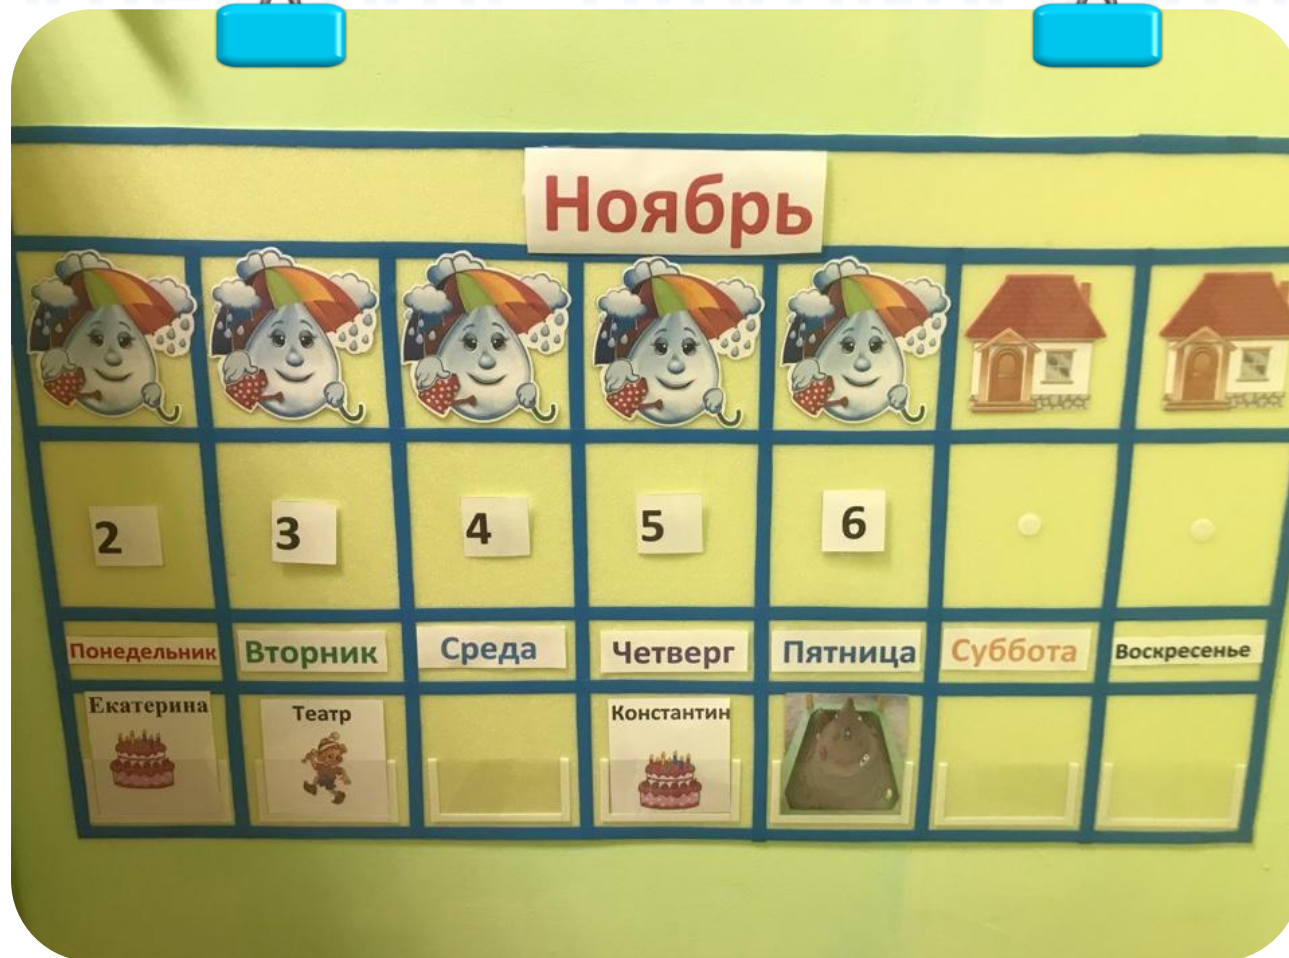 Ноябрь
2 3 4 5 6
Понедельник Вторник Среда Четверг Пятница Суббота Воскресенье
Екатерина Театр Константин